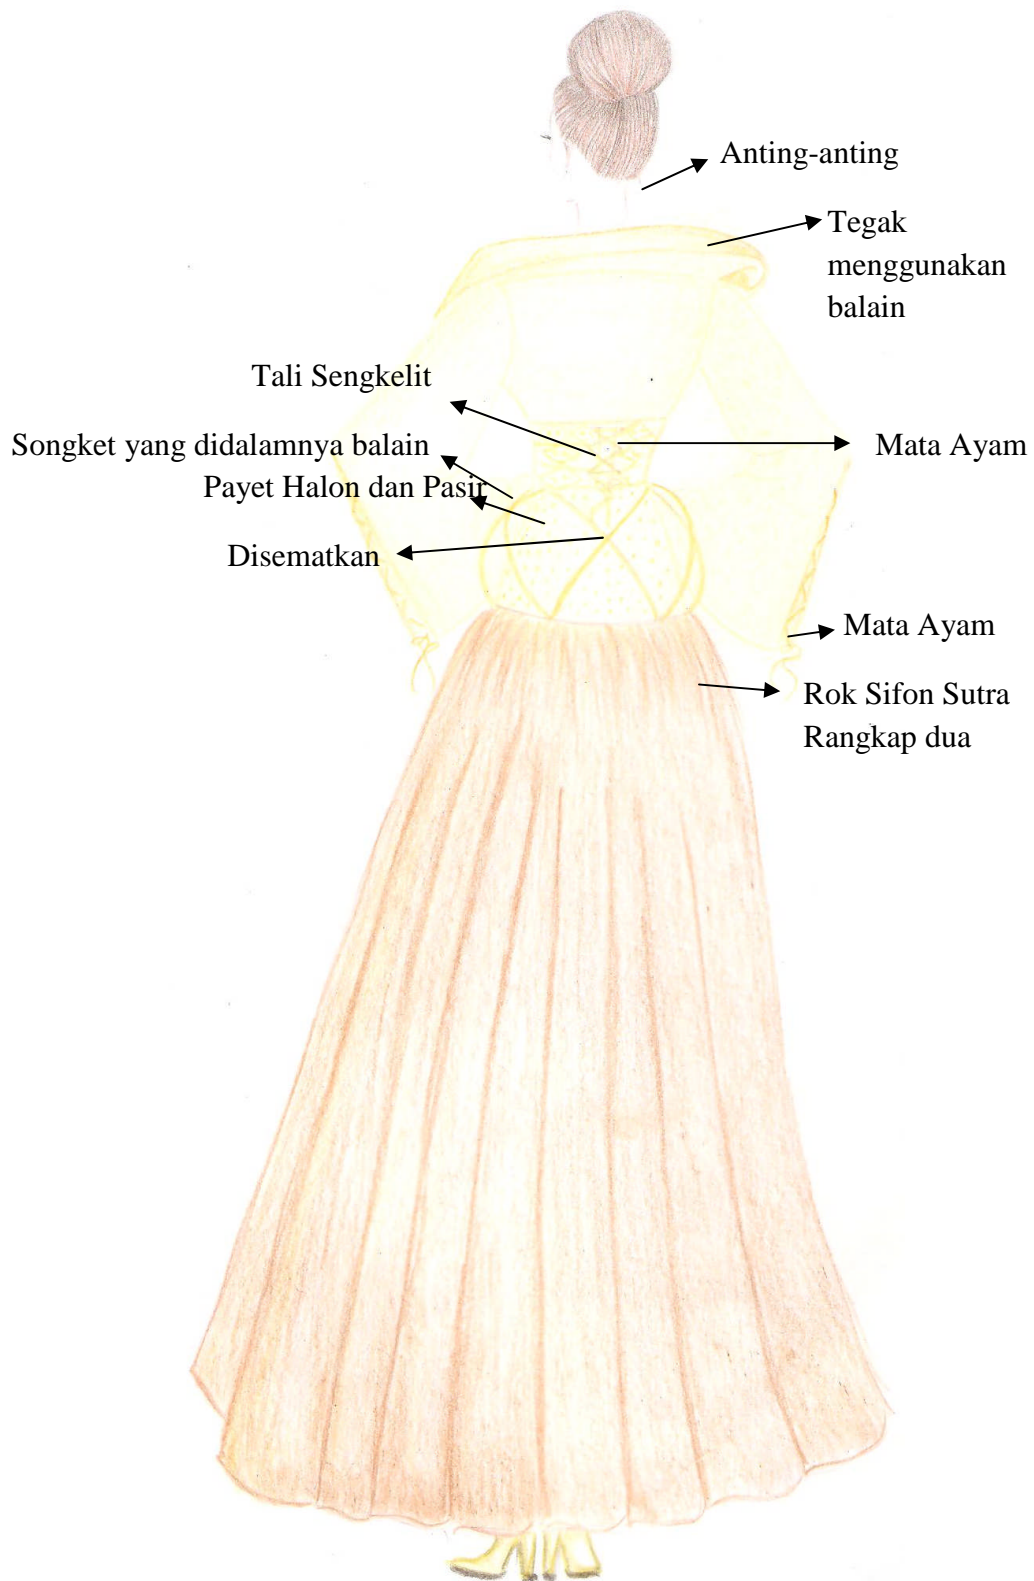 Anting-anting
Tegak
menggunakan
balain
Tali Sengkelit
Songket yang didalamnya balain
Mata Ayam
Payet Halon dan Pasir
Disematkan
Mata Ayam
Rok Sifon Sutra
Rangkap dua